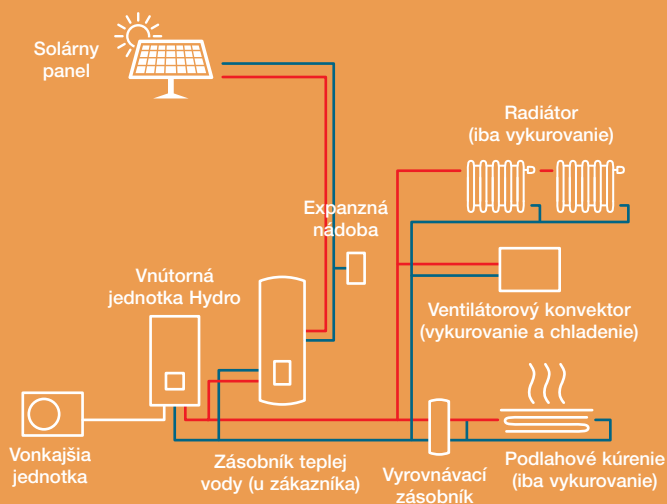 Solárny
panel
Radiátor
(iba vykurovanie)
Expanzná
nádoba
Vnútorná
jednotka Hydro
Ventilátorový konvektor
(vykurovanie a chladenie)
Vonkajšia
jednotka
Zásobník teplej
vody (u zákazníka)
Vyrovnávací
zásobník
Podlahové kúrenie
(iba vykurovanie)